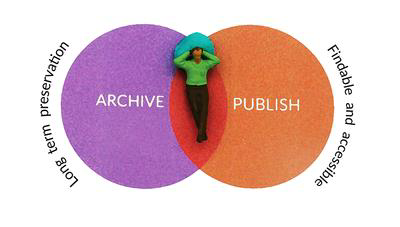 Long term preservation
ARCHIVE
PUBLISH
Findable and accessible